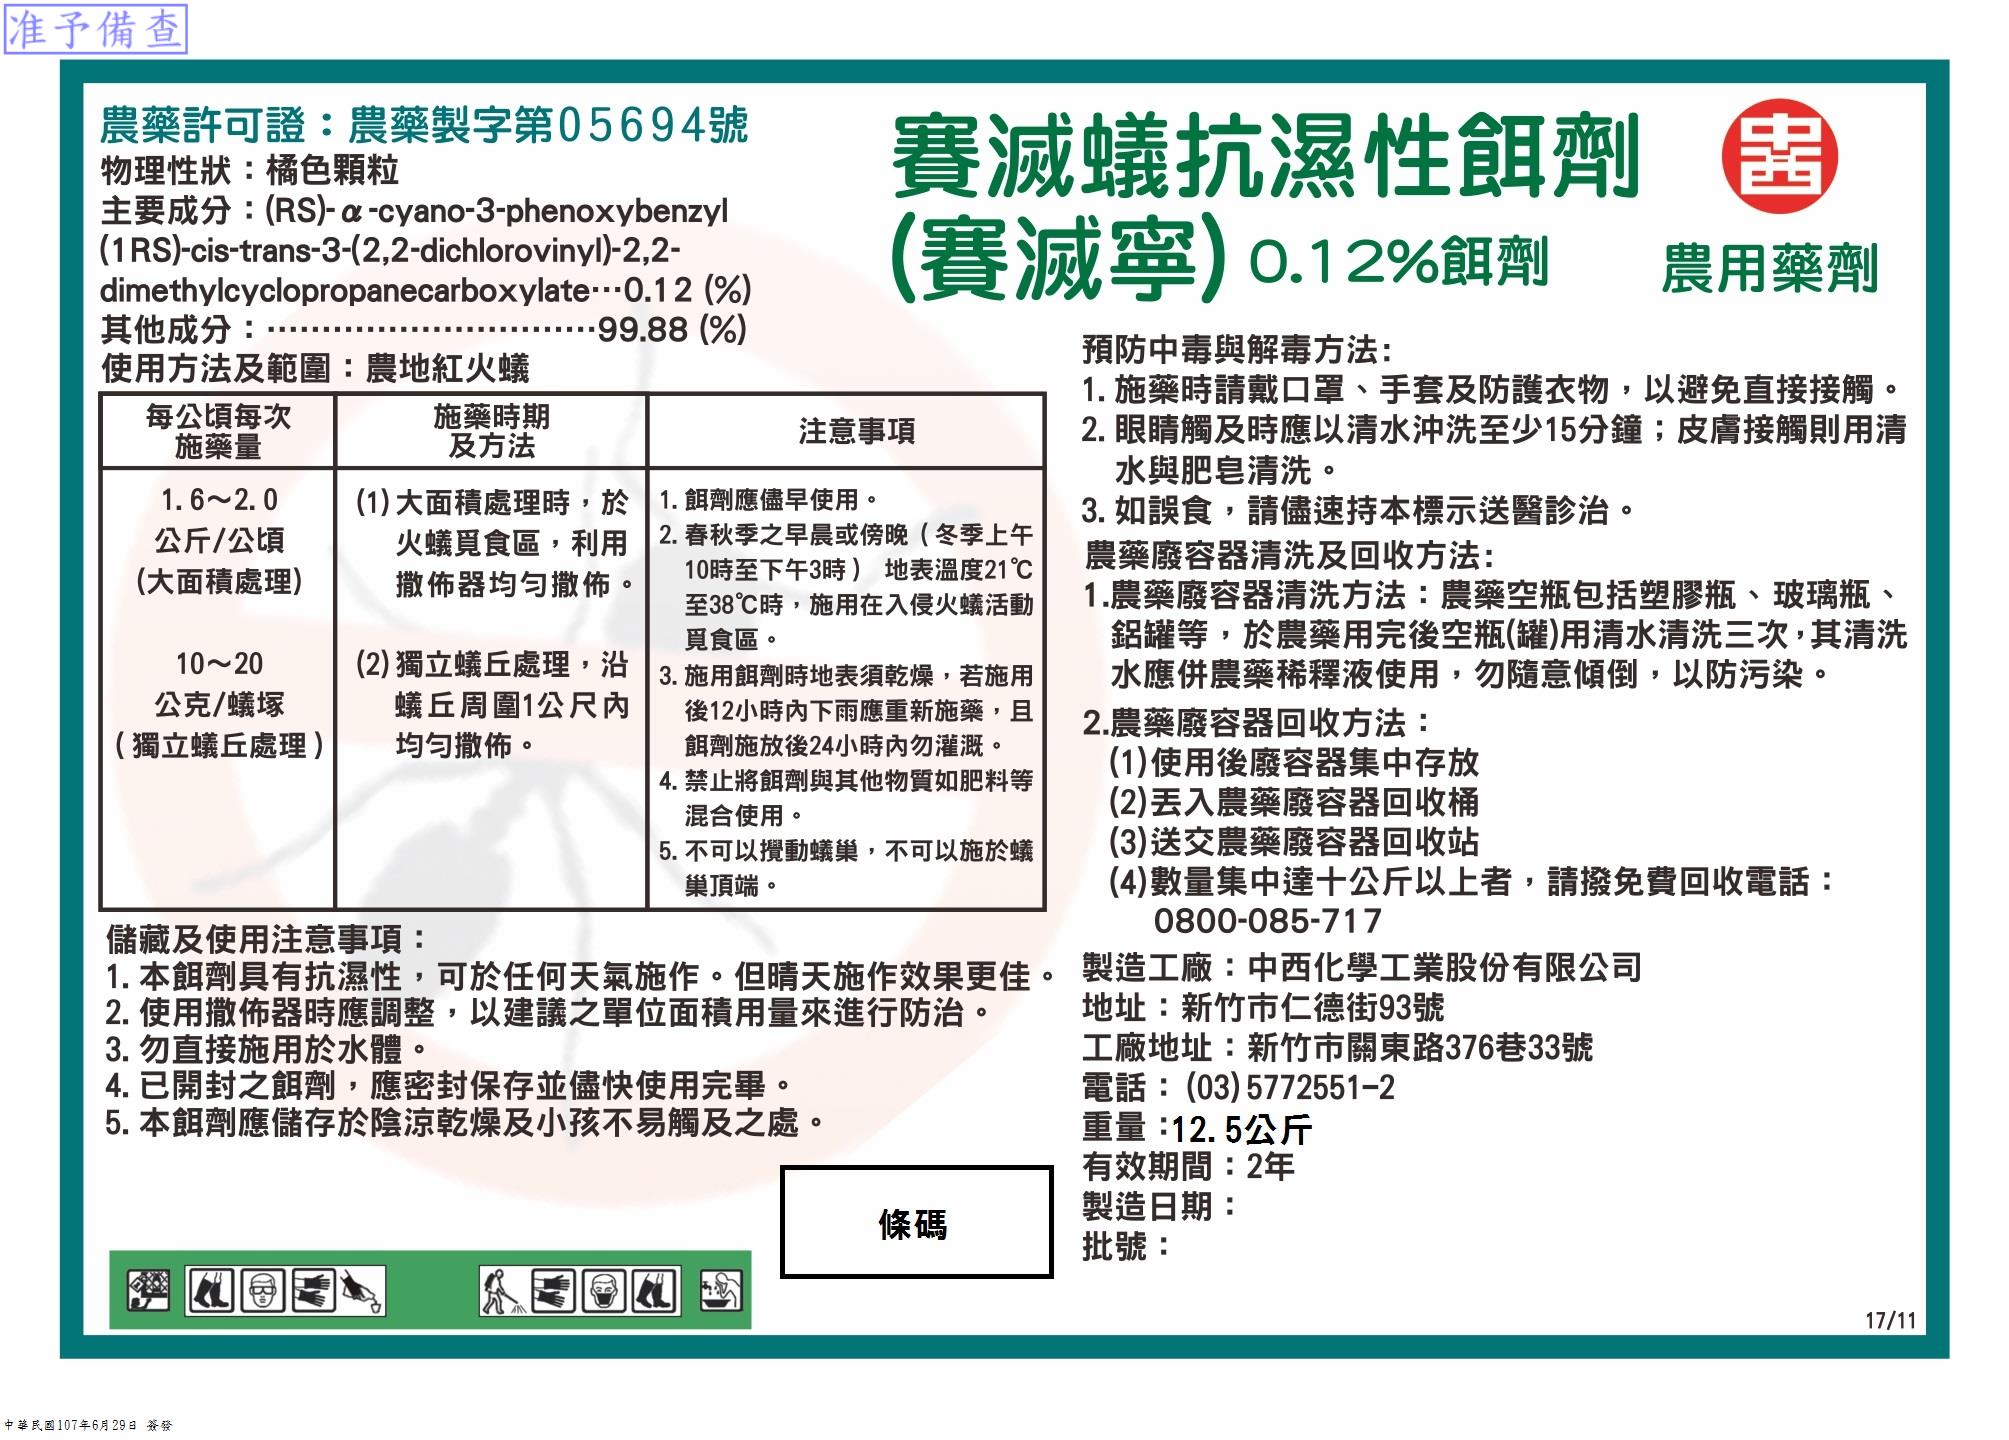 准予備查
農藥許可證：農藥製字第05694號
物理性狀：橘色顆粒
主要成分：(RS)-α-cyano-3-phenoxybenzyl
(1RS)-cis-trans-3-(2,2-dichlorovinyl)-2,2-
dimethylcyclopropanecarboxylate…0.12 (%)
其他成分：……………………………99.88 (%)
使用方法及範圍：農地紅火蟻
每公頃每次
施藥量
施藥時期
及方法
注意事項
1.6～2.0
公斤/公頃
(大面積處理)
10～20
公克/蟻塚
(獨立蟻丘處理)
(1)大面積處理時，於
火蟻覓食區，利用
撒佈器均勻撒佈。
(2)獨立蟻丘處理，沿
蟻丘周圍1公尺內
均勻撒佈。
1. 餌劑應儘早使用。
2. 春秋季之早晨或傍晚（冬季上午
10時至下午3時） 地表溫度21℃
至38℃時，施用在入侵火蟻活動
覓食區。
3. 施用餌劑時地表須乾燥，若施用
後12小時內下雨應重新施藥，且
餌劑施放後24小時內勿灌溉。
4. 禁止將餌劑與其他物質如肥料等
混合使用。
5. 不可以攪動蟻巢，不可以施於蟻
巢頂端。
儲藏及使用注意事項：
1. 本餌劑具有抗濕性，可於任何天氣施作。但晴天施作效果更佳。
2. 使用撒佈器時應調整，以建議之單位面積用量來進行防治。
3. 勿直接施用於水體。
4. 已開封之餌劑，應密封保存並儘快使用完畢。
5. 本餌劑應儲存於陰涼乾燥及小孩不易觸及之處。
條碼
賽滅蟻抗濕性餌劑
(賽滅寧) 0.12%餌劑
中西
農用藥劑
預防中毒與解毒方法:
1. 施藥時請戴口罩、手套及防護衣物，以避免直接接觸。
2. 眼睛觸及時應以清水沖洗至少15分鐘；皮膚接觸則用清
水與肥皂清洗。
3. 如誤食，請儘速持本標示送醫診治。
農藥廢容器清洗及回收方法:
1.農藥廢容器清洗方法：農藥空瓶包括塑膠瓶、玻璃瓶、
鋁罐等，於農藥用完後空瓶(罐)用清水清洗三次，其清洗
水應併農藥稀釋液使用，勿隨意傾倒，以防污染。
2.農藥廢容器回收方法：
(1)使用後廢容器集中存放
(2)丟入農藥廢容器回收桶
(3)送交農藥廢容器回收站
(4)數量集中達十公斤以上者，請撥免費回收電話：
0800-085-717
製造工廠：中西化學工業股份有限公司
地址：新竹市仁德街93號
工廠地址：新竹市關東路376巷33號
電話：(03)5772551-2
重量:12.5公斤
有效期間：2年
製造日期：
批號：
17/11
中華民國107年6月29日 簽發